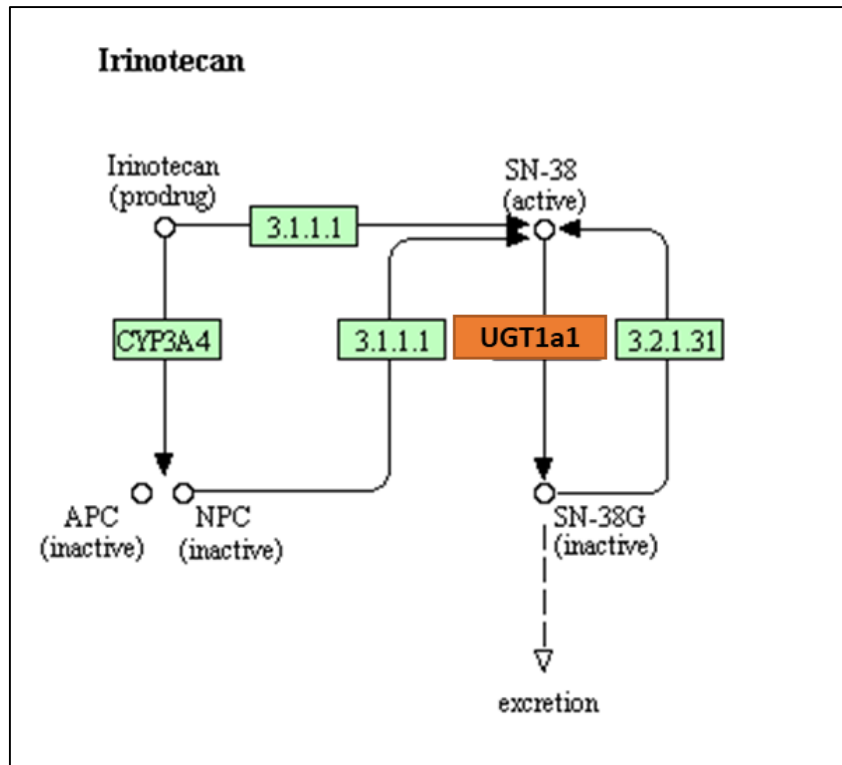 Irinotecan
Irinotecan
(prodrug)
SN-38
(active)
3.1.1.1
CYP3A4
3.1.1.1
UGT1a1
3.2.1.31
APC
(inactive)
NPC
(inactive)
SN-38G
(inactive)
excretion